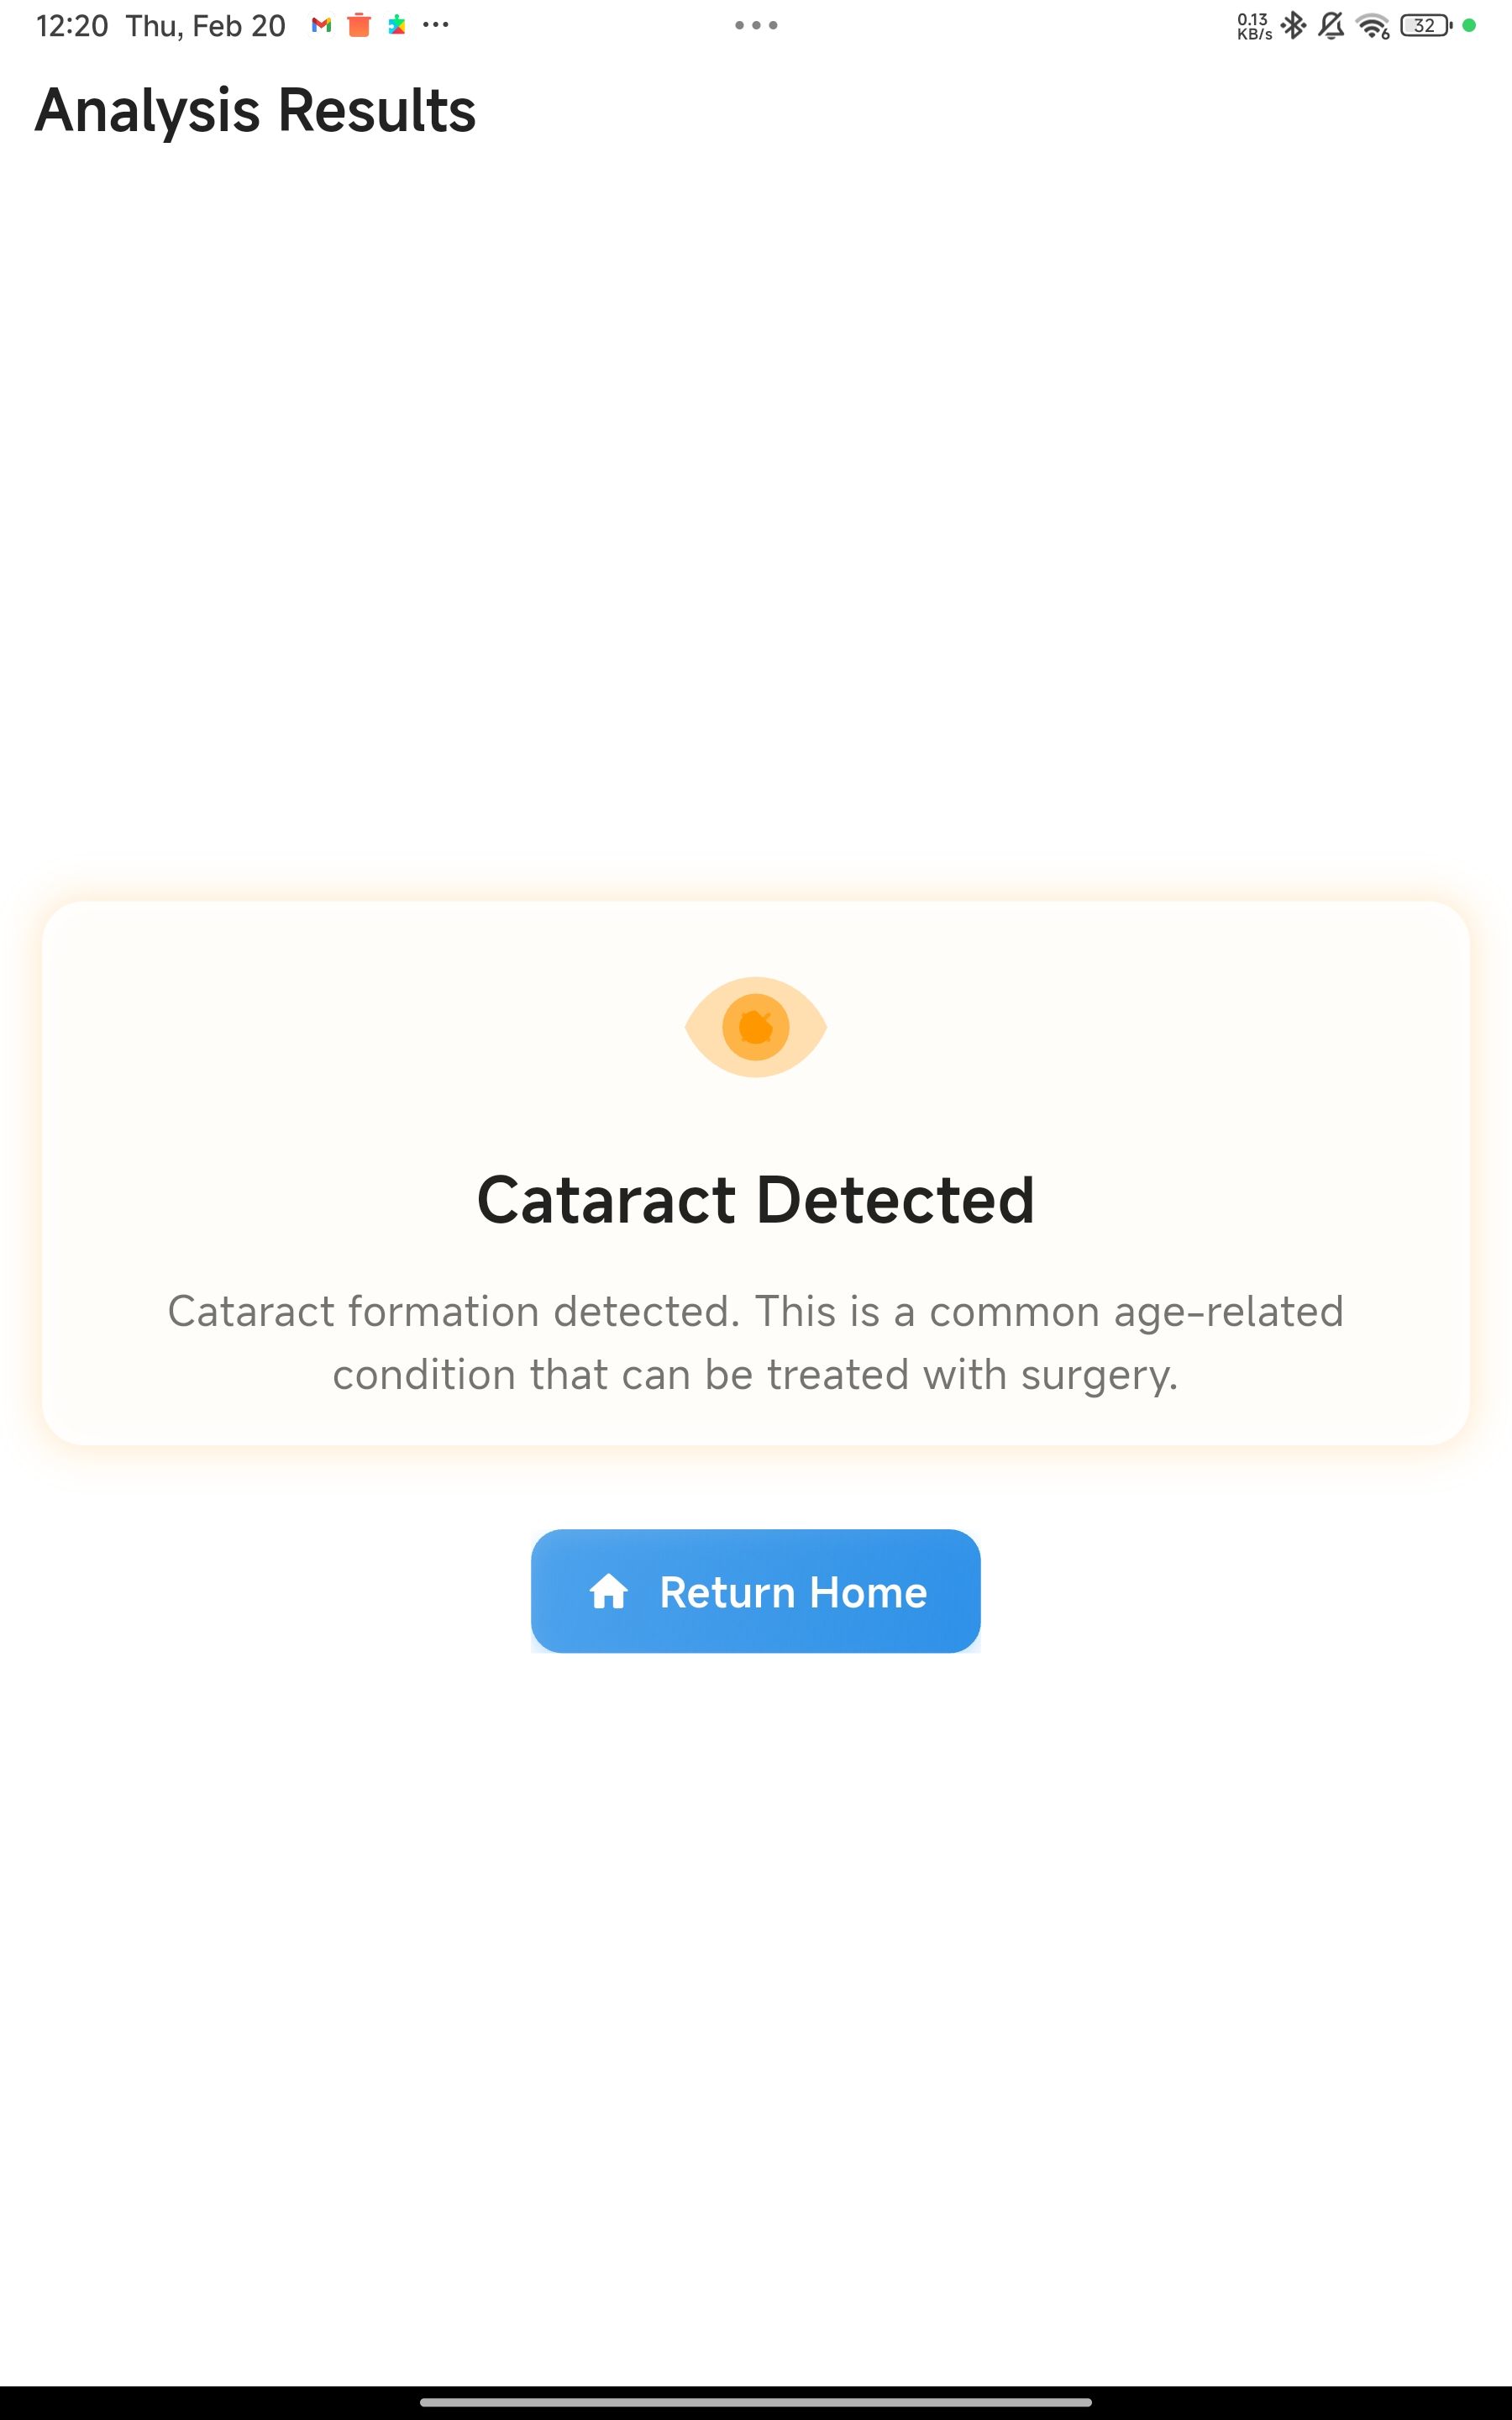 12:20 Thu, Feb 20
0.13
KB/s
6
32
Analysis Results
Cataract Detected
Cataract formation detected. This is a common age-related
condition that can be treated with surgery.
Return Home